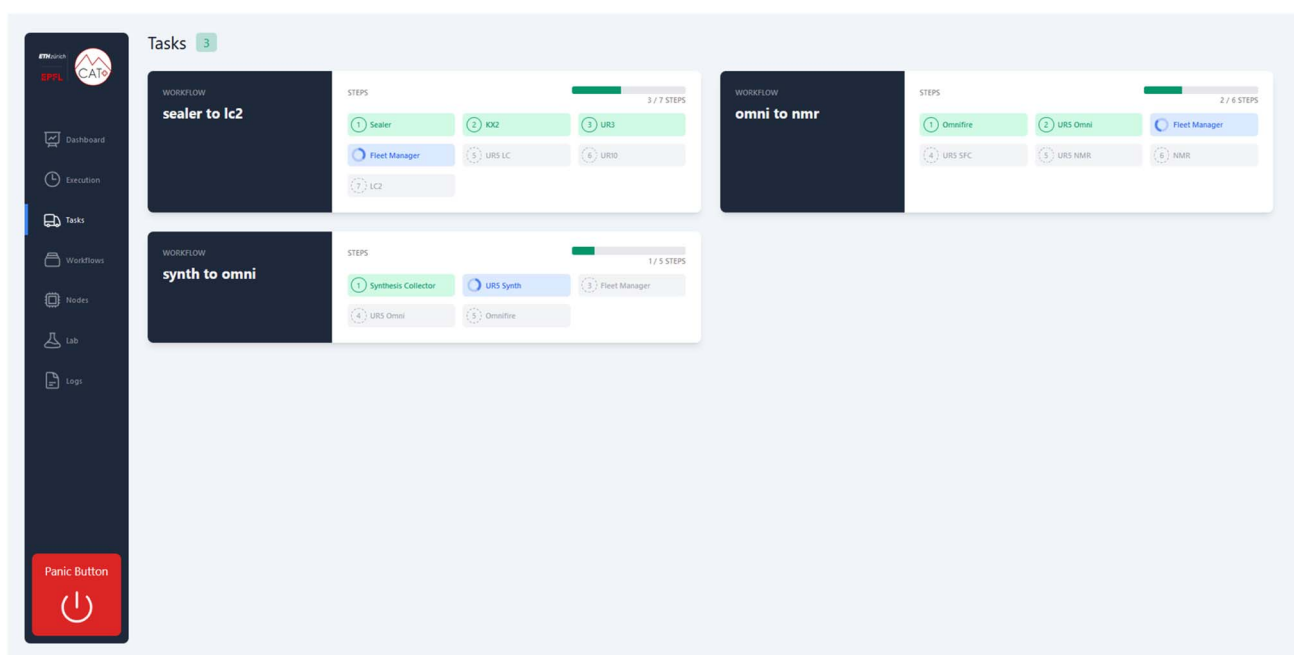 ETHzürich
EPFL
CAT+
Dashboard
Execution
Tasks
Workflows
Nodes
Lab
Logs
Panic Button
Tasks 3
WORKFLOW
sealer to lc2
STEPS
3 / 7 STEPS
1 Sealer
2 KX2
3 UR3
Fleet Manager
5 UR5 LC
6 UR10
7 LC2
WORKFLOW
omni to nmr
STEPS
2 / 6 STEPS
1 Omnifire
2 UR5 Omni
Fleet Manager
4 UR5 SFC
5 UR5 NMR
6 NMR
WORKFLOW
synth to omni
STEPS
1 / 5 STEPS
1 Synthesis Collector
UR5 Synth
3 Fleet Manager
4 UR5 Omni
5 Omnifire